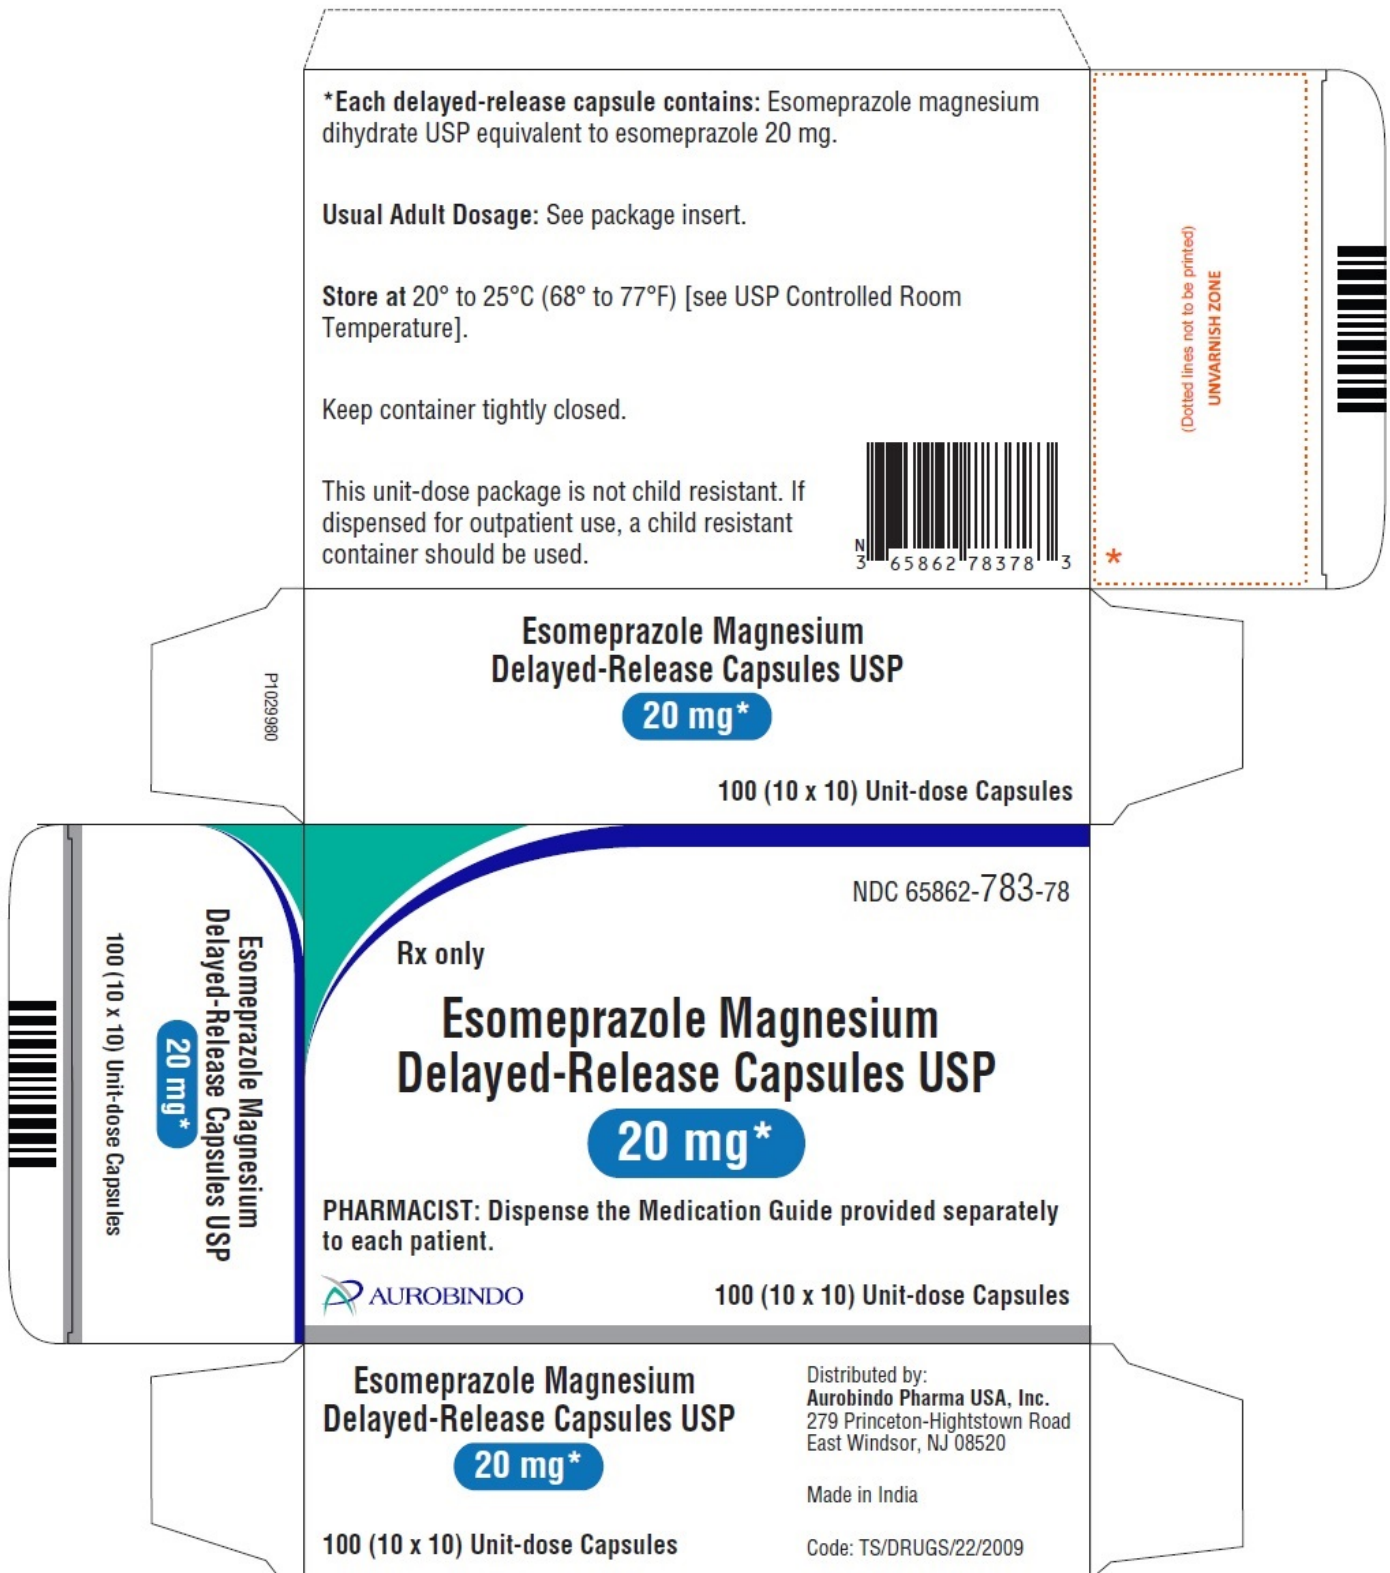 *Each delayed-release capsule contains: Esomeprazole magnesium
dihydrate USP equivalent to esomeprazole 20 mg.
Usual Adult Dosage: See package insert.
Store at 20° to 25°C (68° to 77°F) [see USP Controlled Room
Temperature].
Keep container tightly closed.
This unit-dose package is not child resistant. If
dispensed for outpatient use, a child resistant
container should be used.
N
3 65862 78378 3
(Dotted lines not to be printed)
UNVARNISH ZONE
*
P1029980
Esomeprazole Magnesium
Delayed-Release Capsules USP
20 mg*
100 (10 x 10) Unit-dose Capsules
Esomeprazole Magnesium
Delayed-Release Capsules USP
20 mg*
100 (10 x 10) Unit-dose Capsules
NDC 65862-783-78
Rx only
Esomeprazole Magnesium
Delayed-Release Capsules USP
20 mg*
PHARMACIST: Dispense the Medication Guide provided separately
to each patient.
AUROBINDO
100 (10 x 10) Unit-dose Capsules
Esomeprazole Magnesium
Delayed-Release Capsules USP
20 mg*
100 (10 x 10) Unit-dose Capsules
Distributed by:
Aurobindo Pharma USA, Inc.
279 Princeton-Hightstown Road
East Windsor, NJ 08520
Made in India
Code: TS/DRUGS/22/2009